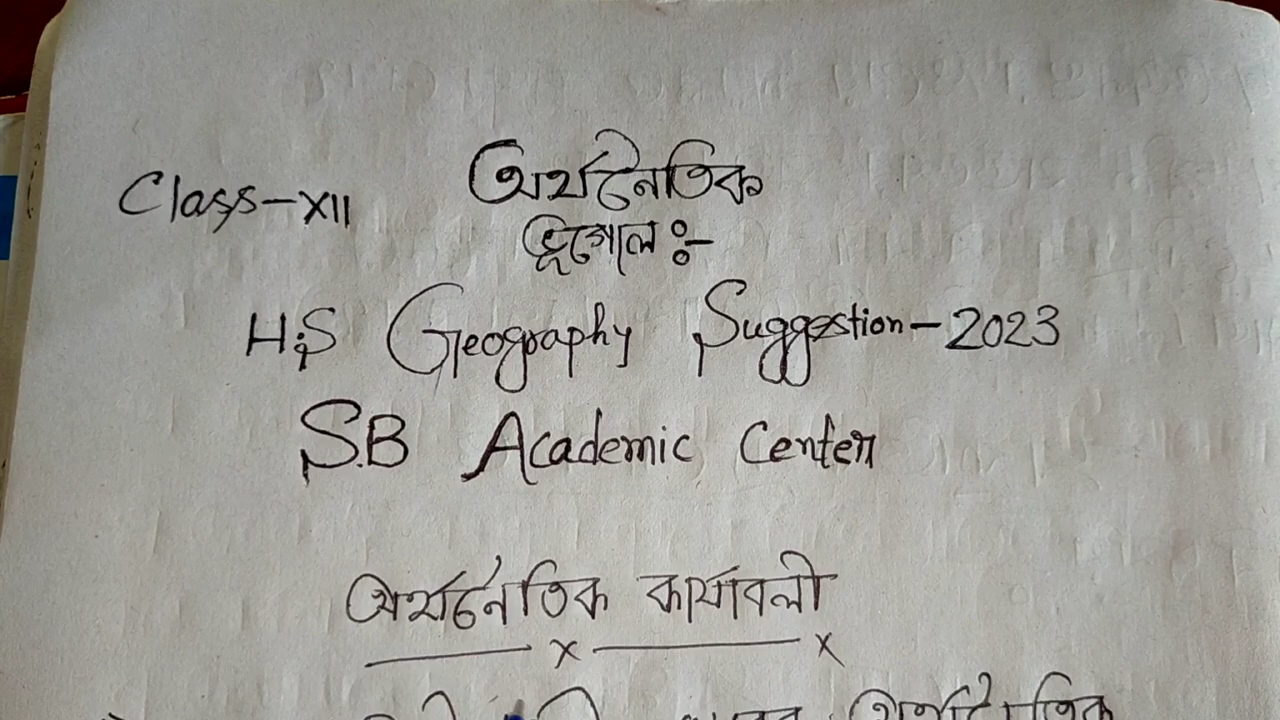 Class-XII
অর্থনৈতিক
ভূগোল :-
H.S Geography Suggestion-2023
S.B Academic Center
অর্থনৈতিক কার্যাবলী